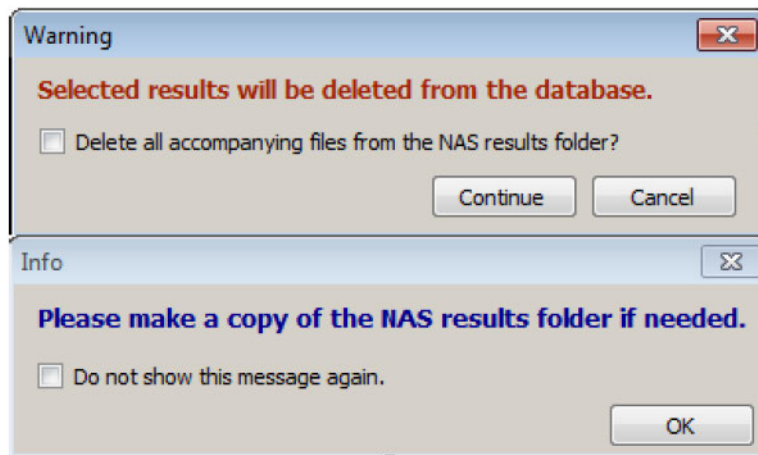 Warning
Selected results will be deleted from the database.
Delete all accompanying files from the NAS results folder?
Continue Cancel
Info
Please make a copy of the NAS results folder if needed.
Do not show this message again.
OK